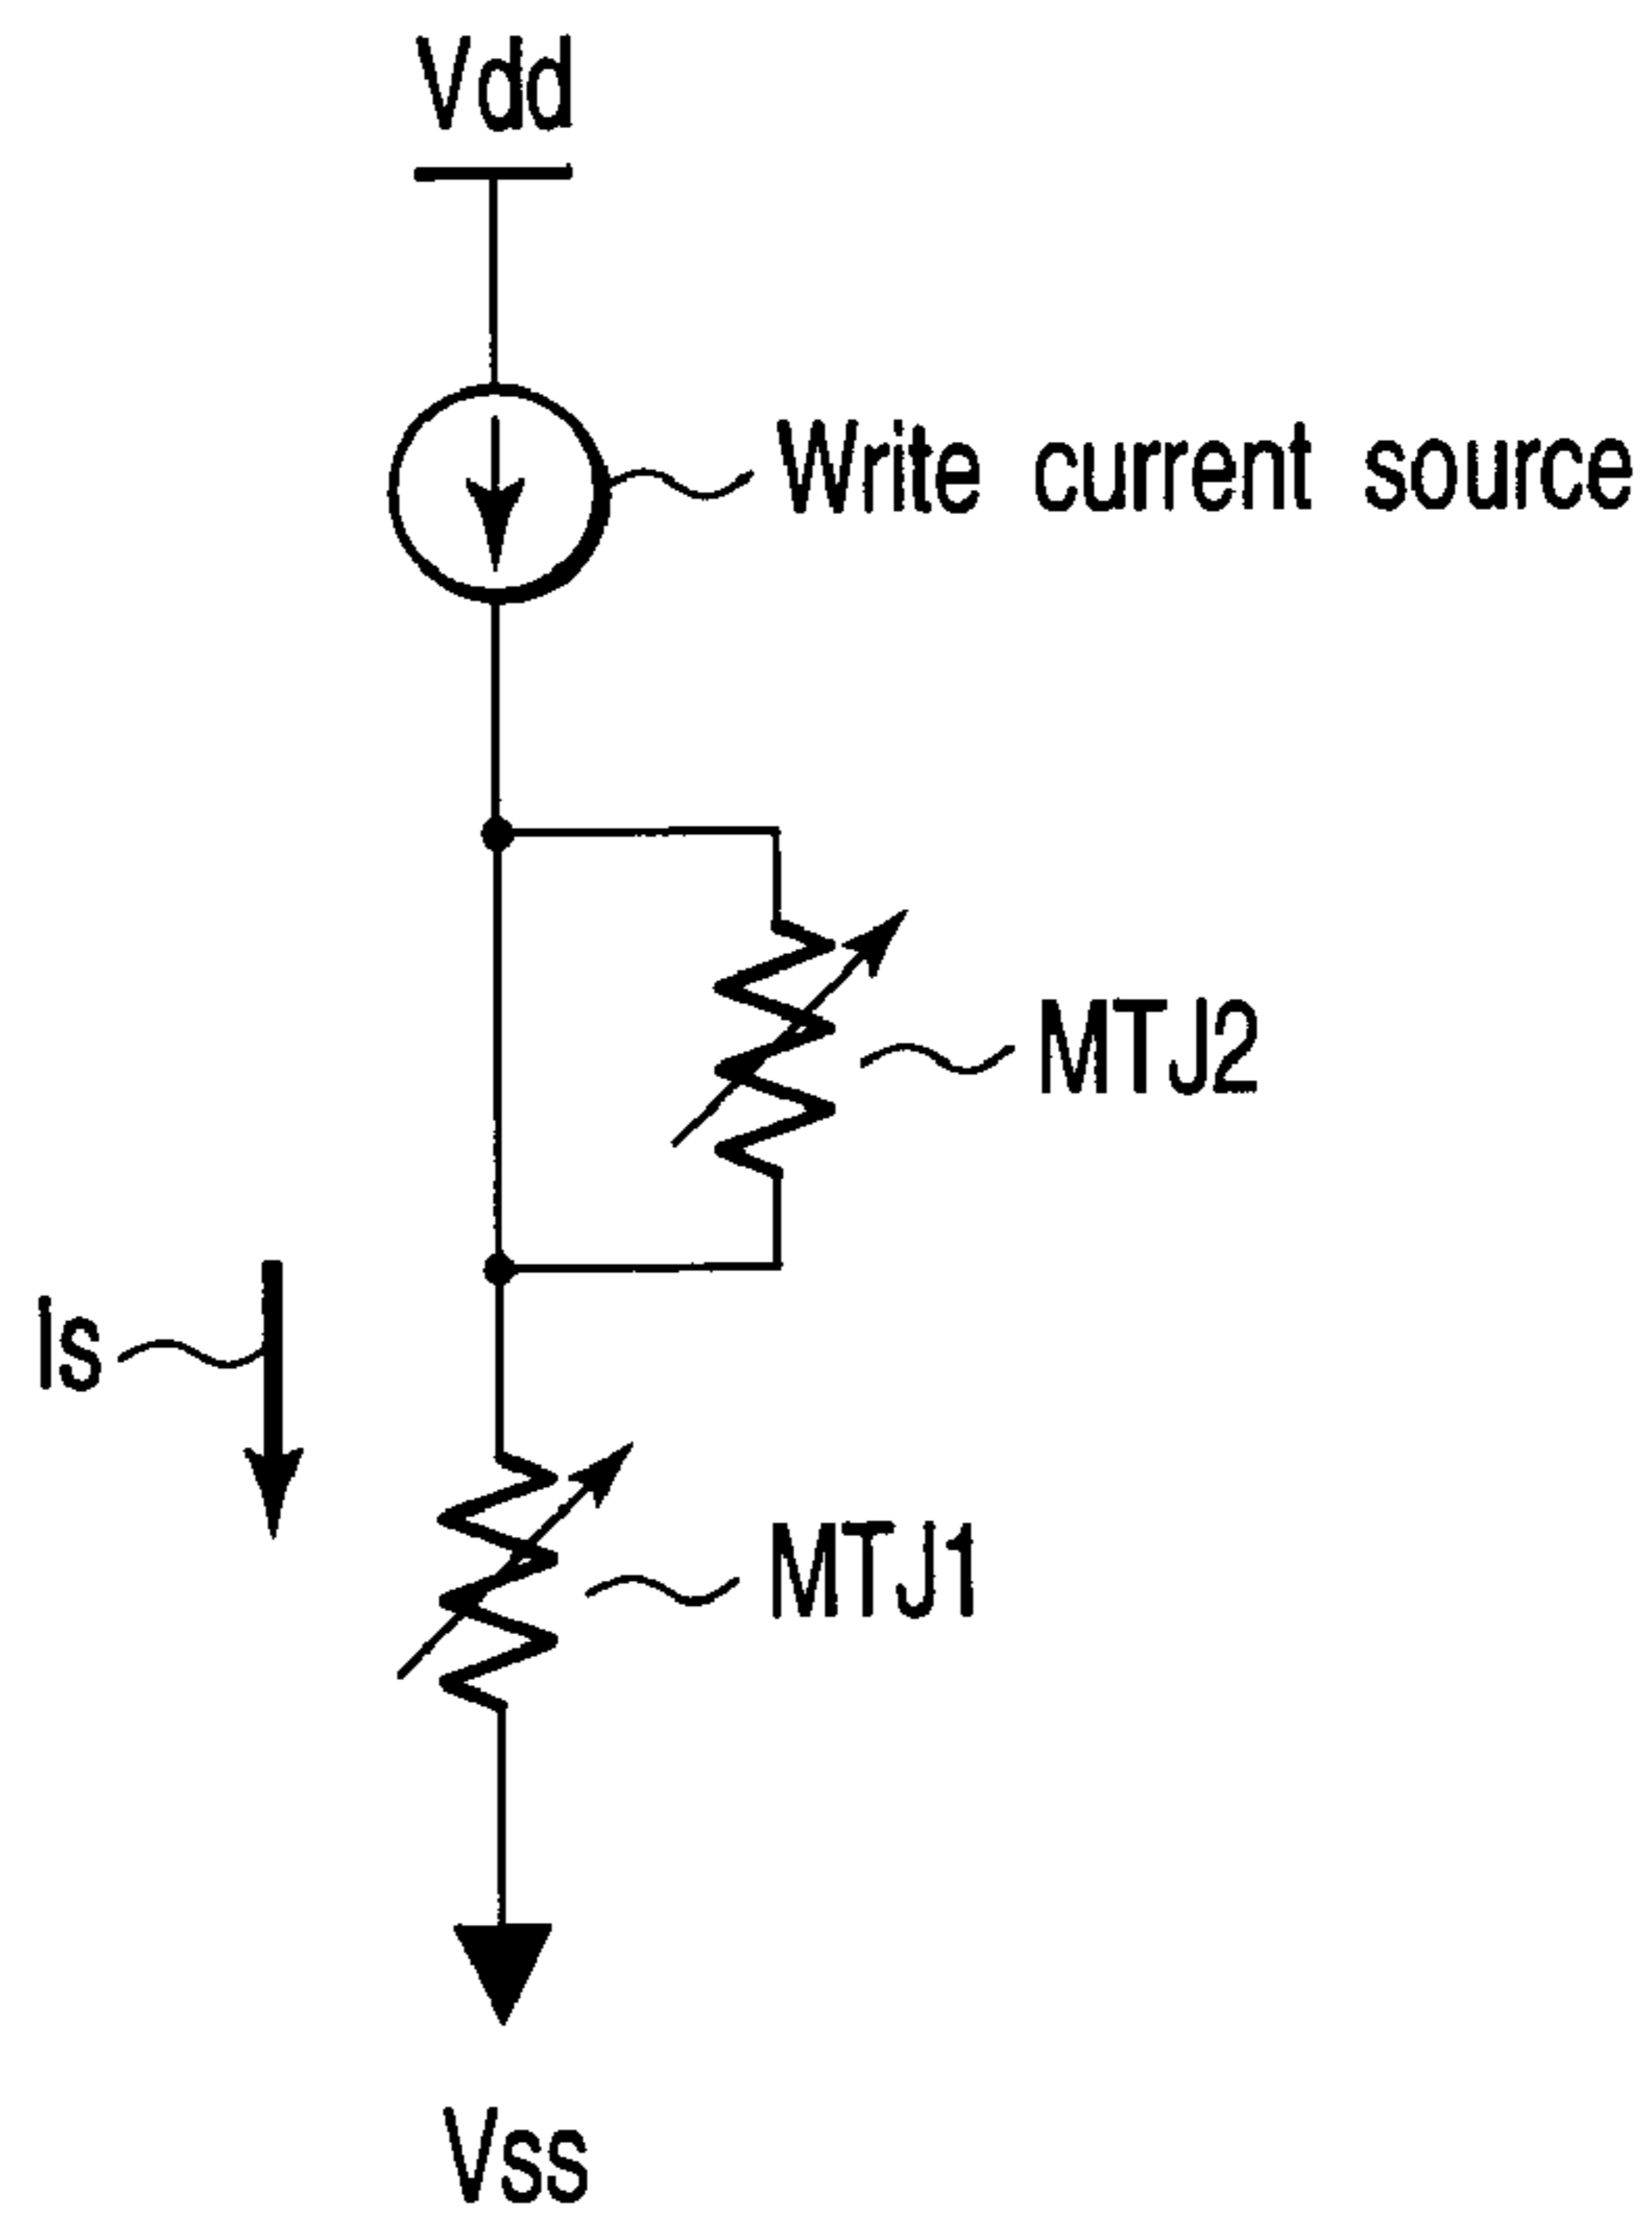 Vdd
Write current source
MTJ2
is
MTJ1
Vss